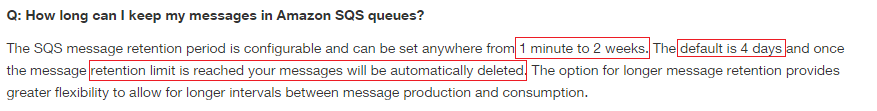 Q: How long can I keep my messages in Amazon SQS queues?
The SQS message retention period is configurable and can be set anywhere from 1 minute to 2 weeks. The default is 4 days and once
the message retention limit is reached your messages will be automatically deleted. The option for longer message retention provides
greater flexibility to allow for longer intervals between message production and consumption.